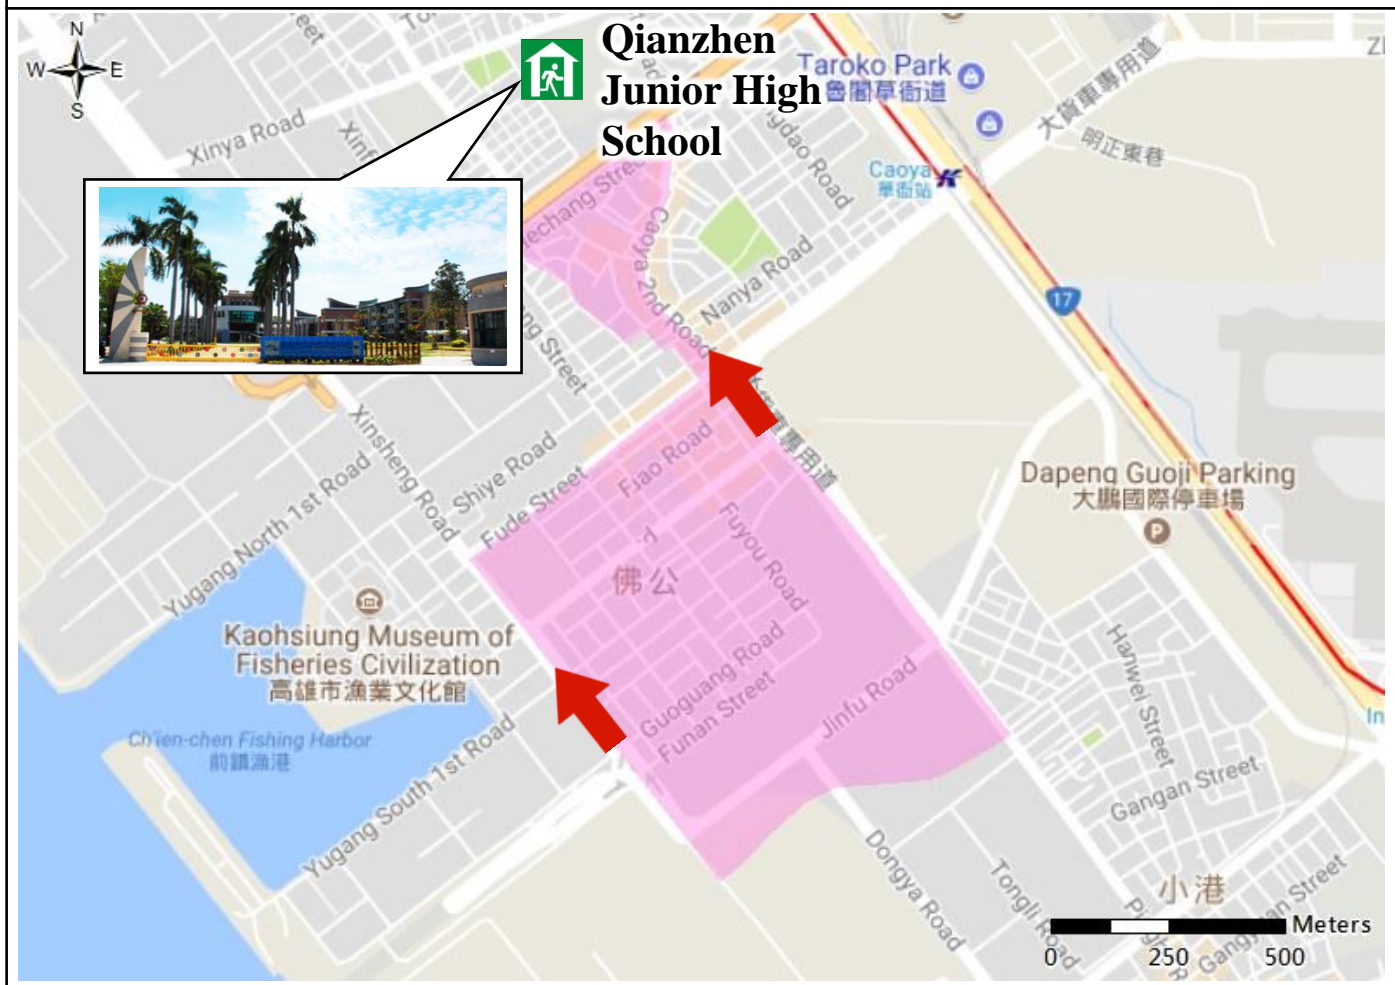 N
W E
S
Qianzhen
Junior High
School
Taroko Park
魯閣草衙道
大貨車專用道
明正東巷
Xinya Road
Caoya
草衙站
Caoya 2nd Road
Nanya Road
17
Xinsheng Road
Yugang North 1st Road
Shiye Road
Fude Street
Fuyou Road
佛公
Dapeng Guoji Parking
大鵬國際停車場
P
Kaohsiung Museum of
Fisheries Civilization
高雄市漁業文化館
Ch'ien-chen Fishing Harbor
前鎮漁港
Yugang South 1st Road
Guoguang Road
Funan Street
Jinfu Road
Hanwei Street
Gangan Street
Dongya Road
Tongli Road
小港
Meters
0 250 500